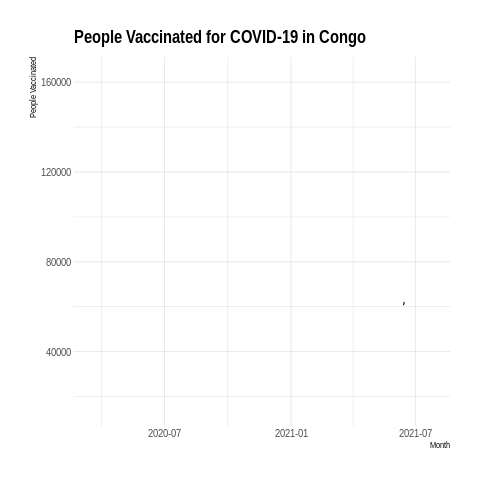 People Vaccinated for COVID-19 in Congo
People Vaccinated
160000
120000
80000
40000
2020-07 2021-01 2021-07
Month